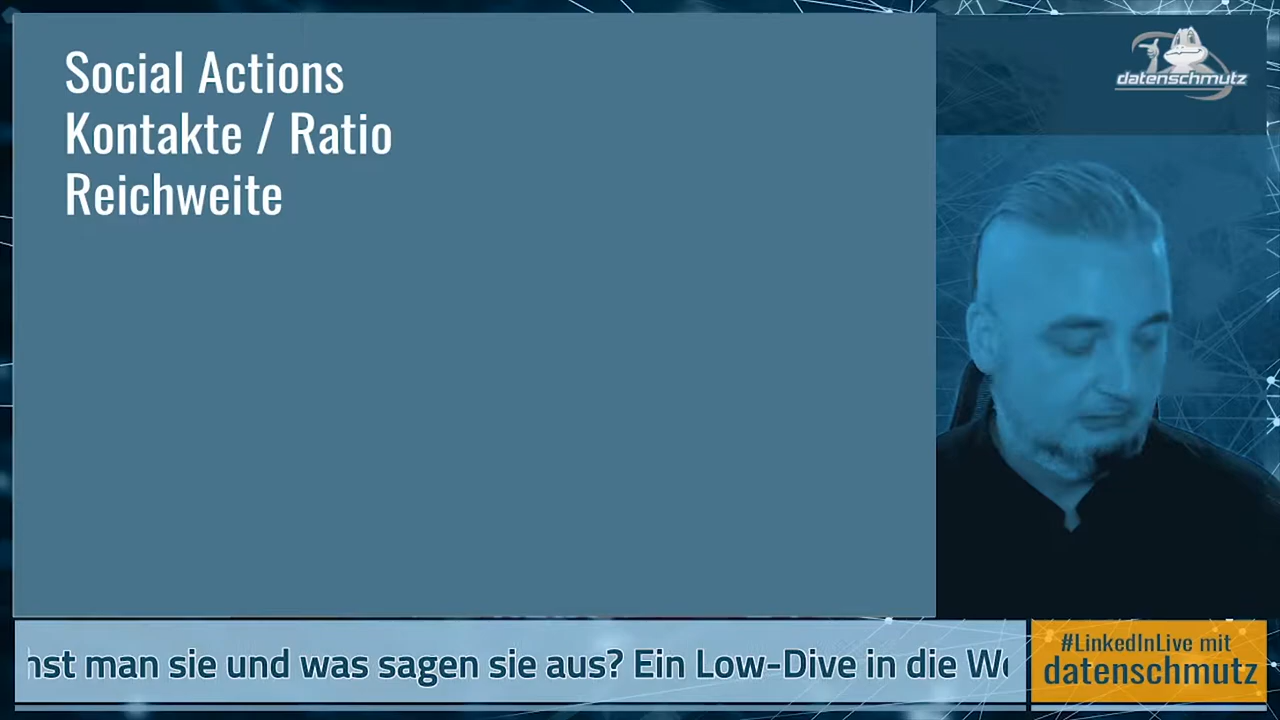 Social Actions
Kontakte / Ratio
Reichweite
datenschmutz
man sie und was sagen sie aus? Ein Low-Dive in die
#LinkedInLive mit
datenschmutz